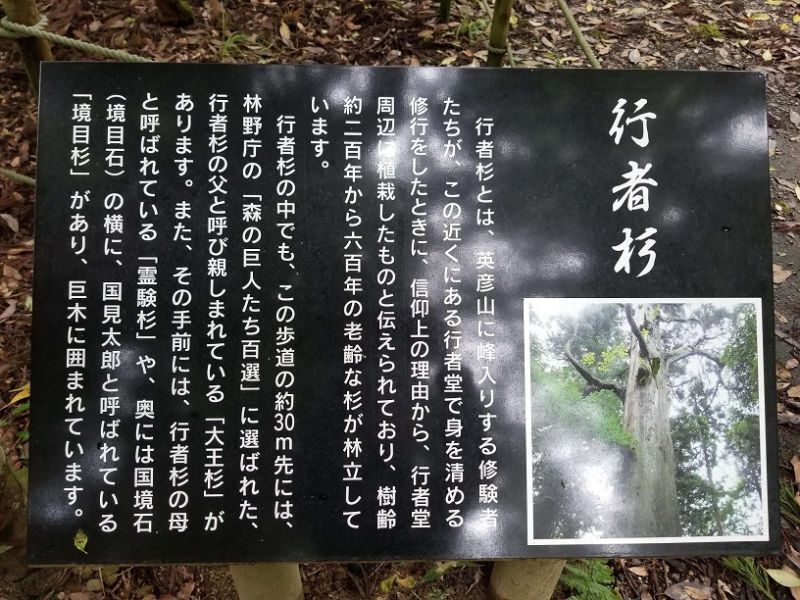 行者杉
行者杉とは、英彦山に峰入りする修験者
たちが、この近くにある行者堂で身を清める
修行をしたときに、信仰上の理由から、行者堂
周辺に植栽したものと伝えられており、樹齢
約二百年から六百年の老齢な杉が林立して
います。
行者杉の中でも、この歩道の約30m先には、
林野庁の「森の巨人たち百選」に選ばれた、
行者杉の父と呼び親しまれている「大王杉」が
あります。また、その手前には、行者杉の母
と呼ばれている「霊験杉」や、奥には国境石
（境目石）の横に、国見太郎と呼ばれている
「境目杉」があり、巨木に囲まれています。